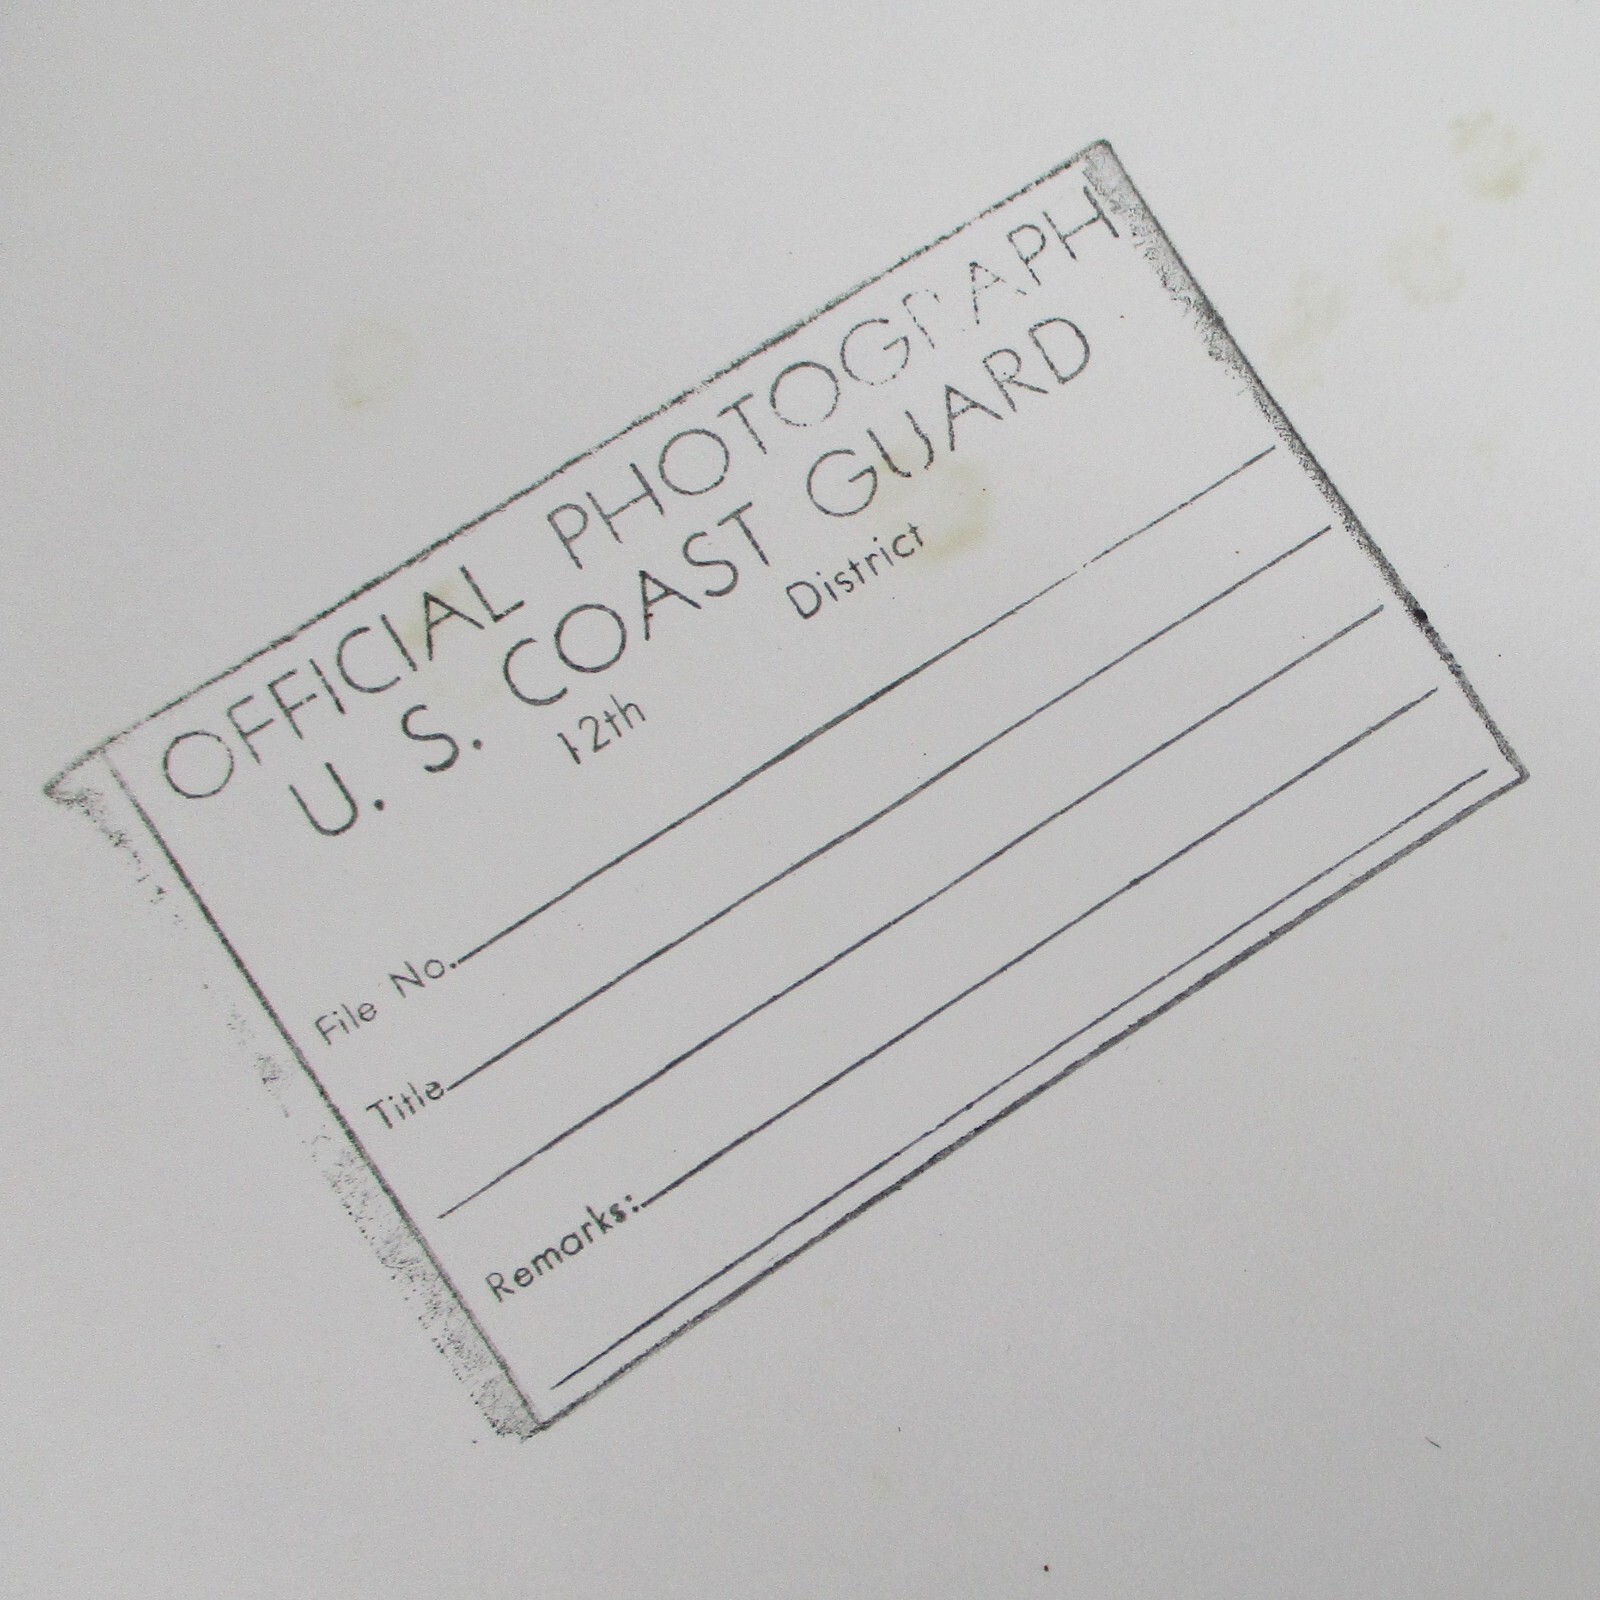 OFFICIAL PHOTOGRAPH
U. S. COAST GUARD
12th District
File No.
Title
Remarks: